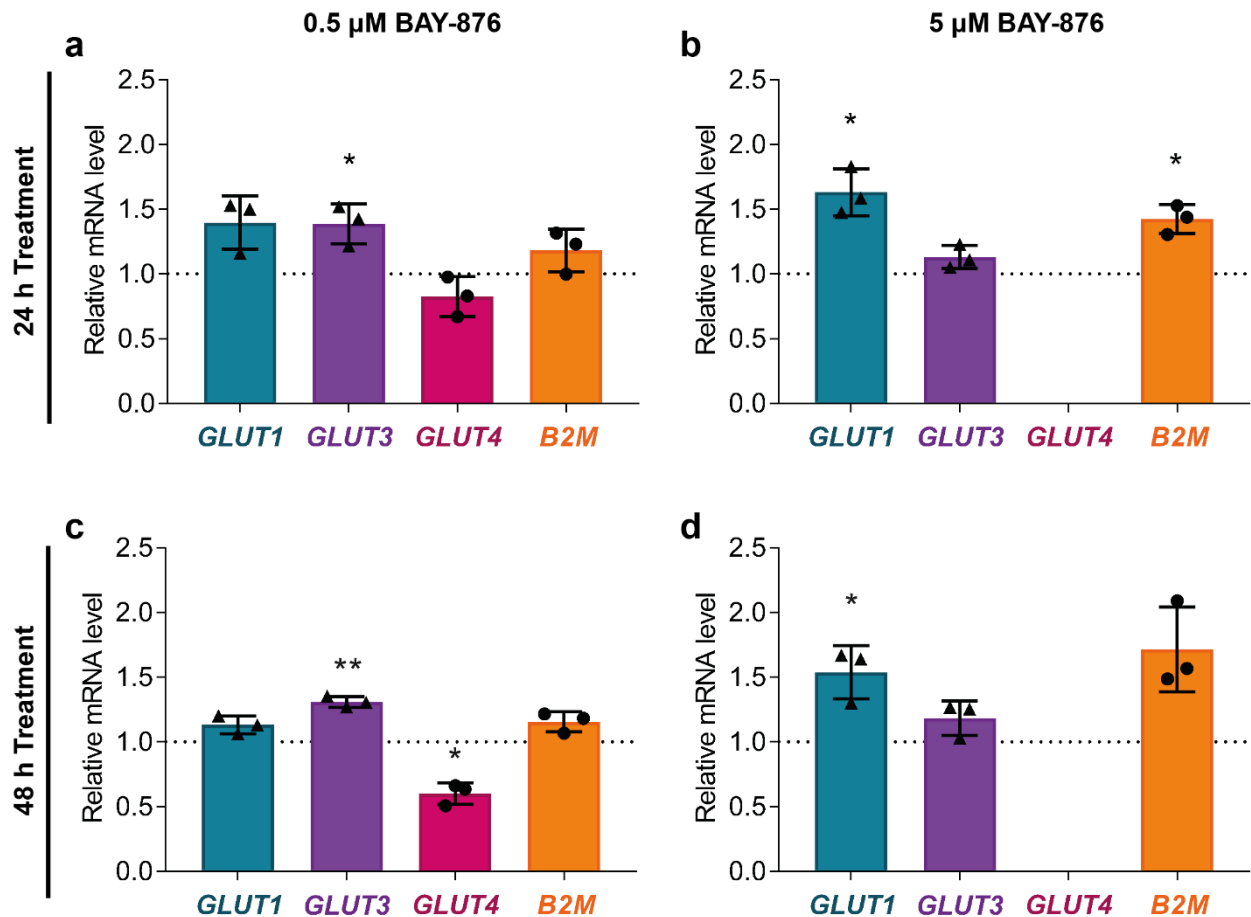 0.5 µM BAY-876
5 µM BAY-876
24 h Treatment
a
Relative mRNA level
2.5
2.0
1.5
1.0
0.5
0.0
*
GLUT1 GLUT3 GLUT4 B2M
b
Relative mRNA level
2.5
2.0
1.5
1.0
0.5
0.0
* *
GLUT1 GLUT3 GLUT4 B2M
48 h Treatment
c
Relative mRNA level
2.5
2.0
1.5
1.0
0.5
0.0
** *
GLUT1 GLUT3 GLUT4 B2M
d
Relative mRNA level
2.5
2.0
1.5
1.0
0.5
0.0
*
GLUT1 GLUT3 GLUT4 B2M